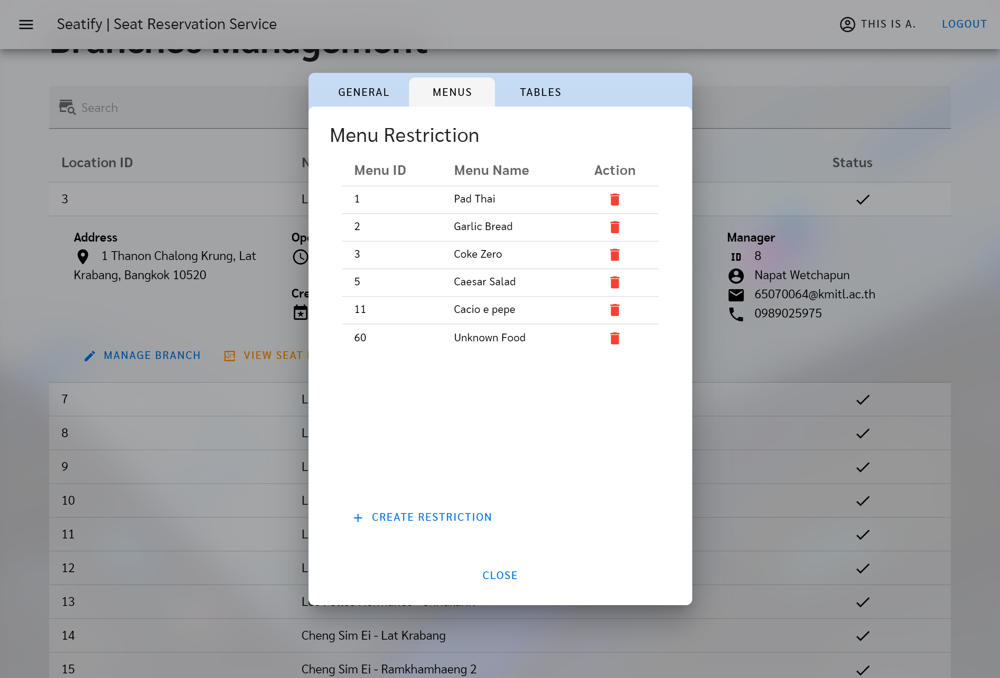 Seatify | Seat Reservation Service
THIS IS A.
LOGOUT
Branches Management
GENERAL
MENUS
TABLES
Search
Menu Restriction
Location ID
Status
Menu ID
Menu Name
Action
3
1
Pad Thai
2
Garlic Bread
3
Coke Zero
5
Caesar Salad
11
Cacio e pepe
60
Unknown Food
Address
1 Thanon Chalong Krung, Lat
Krabang, Bangkok 10520
Manager
ID 8
Napat Wetchapun
65070064@kmitl.ac.th
0989025975
MANAGE BRANCH
VIEW SEAT
7
8
9
10
11
12
13
CREATE RESTRICTION
CLOSE
14
Cheng Sim Ei - Lat Krabang
15
Cheng Sim Ei - Ramkhamhaeng 2